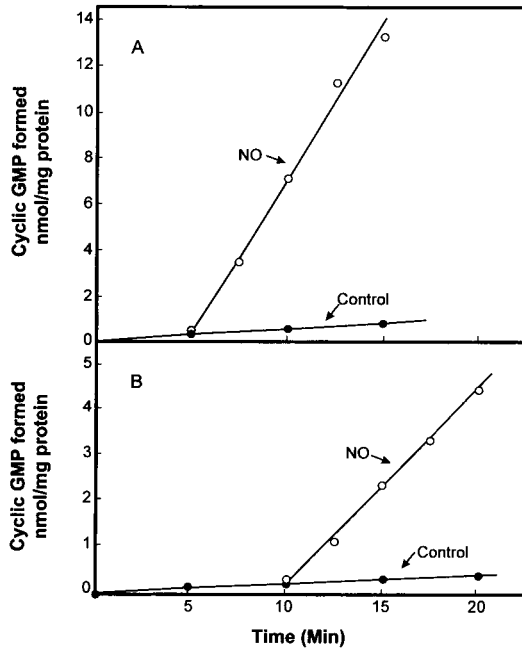 14
12
10
8
6
4
2
0
A
NO
Control
Cyclic GMP formed
nmol/mg protein
5
4
3
2
1
0
B
NO
Control
Cyclic GMP formed
nmol/mg protein
5
10
15
20
Time (Min)